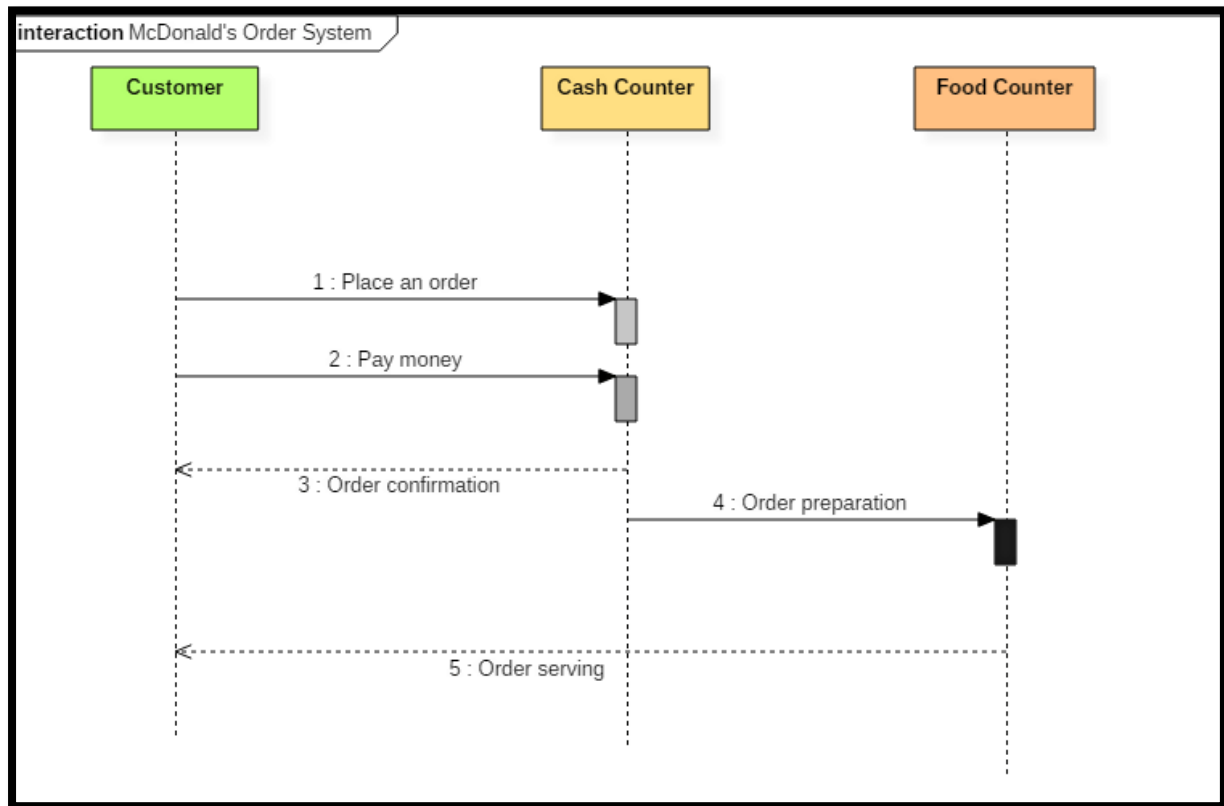 interaction McDonald's Order System
Customer
Cash Counter
Food Counter
1 : Place an order
2 : Pay money
3 : Order confirmation
4 : Order preparation
5 : Order serving